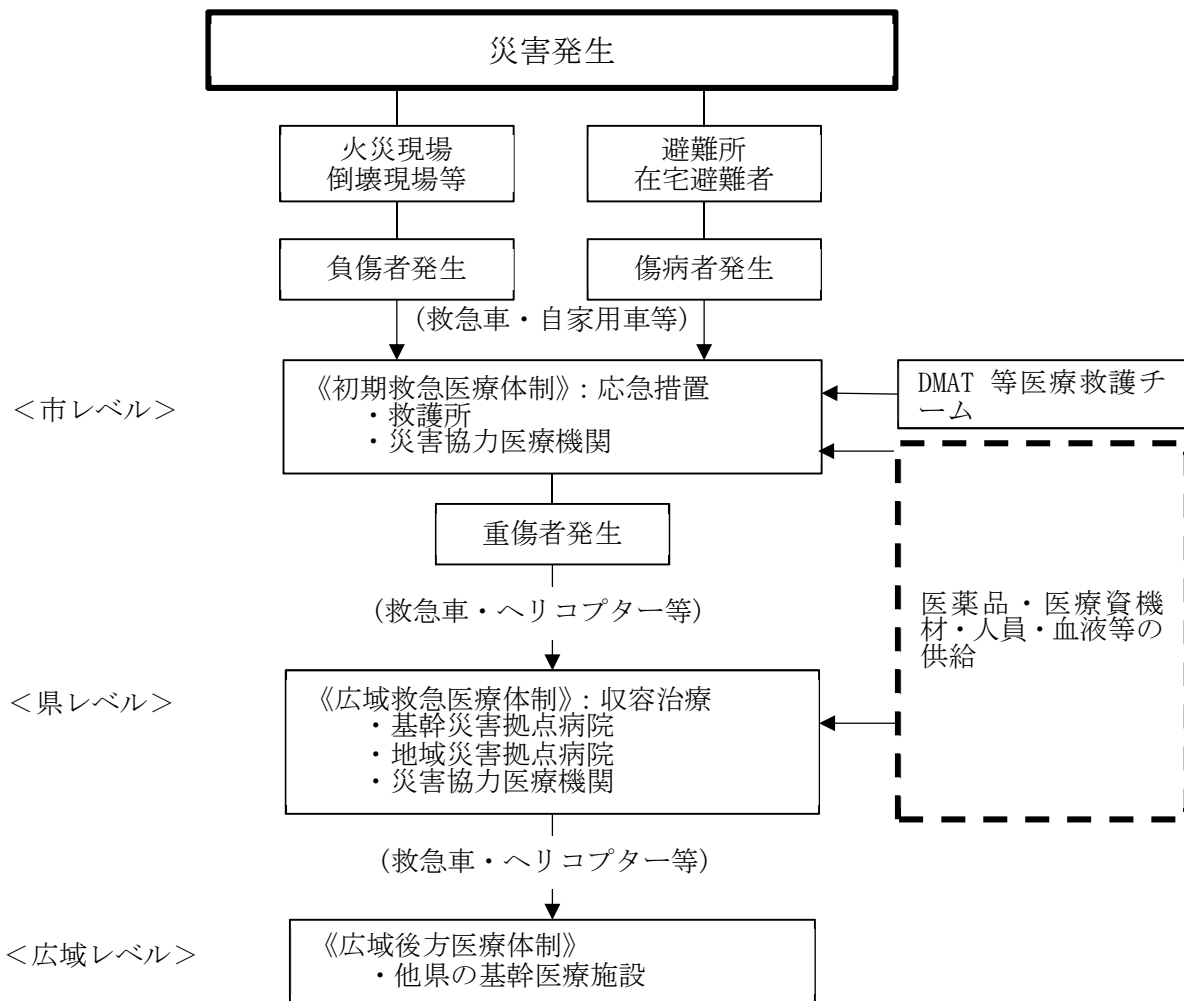 災害発生
火災現場
倒壊現場等
避難所
在宅避難者
負傷者発生
傷病者発生
(救急車・自家用車等)
＜市レベル＞
《初期救急医療体制》：応急措置
・救護所
・災害協力医療機関
DMAT 等医療救護チ
ーム
重傷者発生
(救急車・ヘリコプター等)
医薬品・医療資機
材・人員・血液等の
供給
＜県レベル＞
《広域救急医療体制》：収容治療
・基幹災害拠点病院
・地域災害拠点病院
・災害協力医療機関
(救急車・ヘリコプター等)
＜広域レベル＞
《広域後方医療体制》
・他県の基幹医療施設